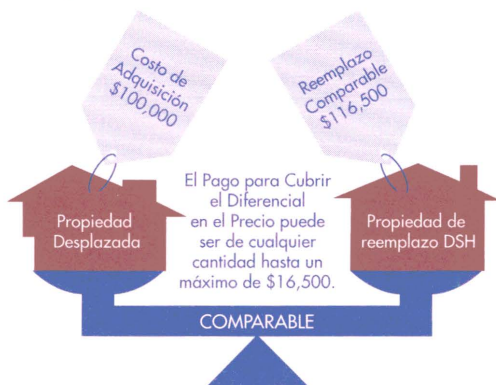 Costo de
Adquisición
$100,000
Reemplazo
Comparable
$116,500
El Pago para Cubrir
el Diferencial
en el Precio puede
ser de cualquier
cantidad hasta un
máximo de $16,500.
Propiedad
Desplazada
Propiedad de
reemplazo DSH
COMPARABLE